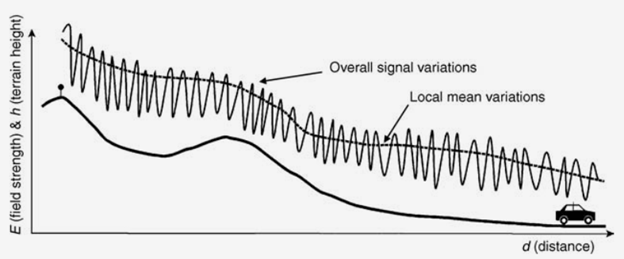 Overall signal variations
Local mean variations
E (field strength) & h (terrain height)
d (distance)